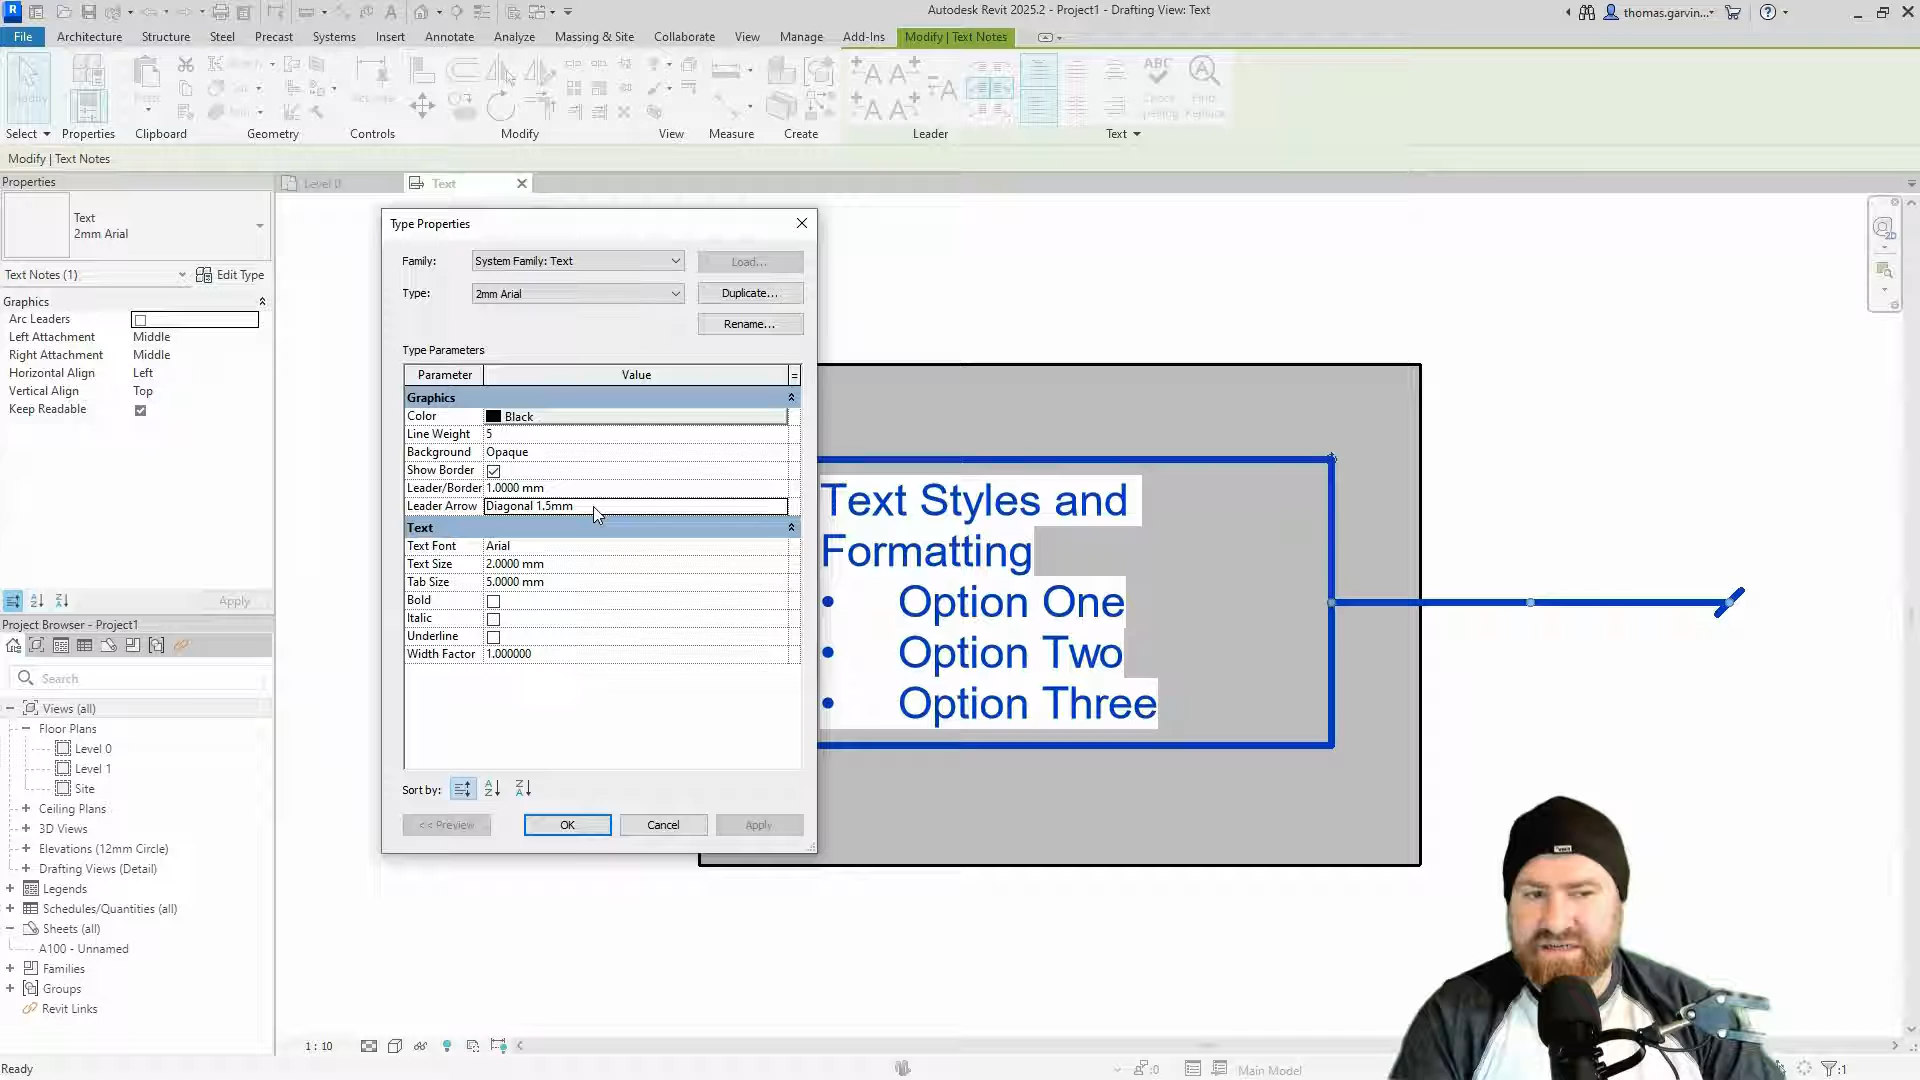 Autodesk Revit 2025.2 - Project1 - Drafting View: Text
thomas.garvin...
File Architecture Structure Steel Precast Systems Insert Annotate Analyze Massing & Site Collaborate View Manage Add-Ins Modify | Text Notes
Modify
ABC
Select Properties Clipboard Geometry Controls Modify View Measure Create Leader Text
Modify | Text Notes
Properties
Level 0
Text
Text
2mm Arial
Text Notes (1)
Edit Type
Graphics
Arc Leaders
Left Attachment Middle
Right Attachment Middle
Horizontal Align Left
Vertical Align Top
Keep Readable
Apply
Project Browser - Project1
Search
Views (all)
Floor Plans
Level 0
Level 1
Site
Ceiling Plans
3D Views
Elevations (12mm Circle)
Drafting Views (Detail)
Legends
Schedules/Quantities (all)
Sheets (all)
A100 - Unnamed
Families
Groups
Revit Links
Type Properties
Family: System Family: Text Load...
Type: 2mm Arial Duplicate...
Rename...
Type Parameters
Parameter Value =
Graphics
Color Black
Line Weight 5
Background Opaque
Show Border
Leader/Border 1.0000 mm
Leader Arrow Diagonal 1.5mm
Text
Text Font Arial
Text Size 2.0000 mm
Tab Size 5.0000 mm
Bold
Italic
Underline
Width Factor 1.000000
Sort by:
<< Preview OK Cancel Apply
Text Styles and
Formatting
• Option One
• Option Two
• Option Three
1 : 10
Ready
:0
Main Model
:1